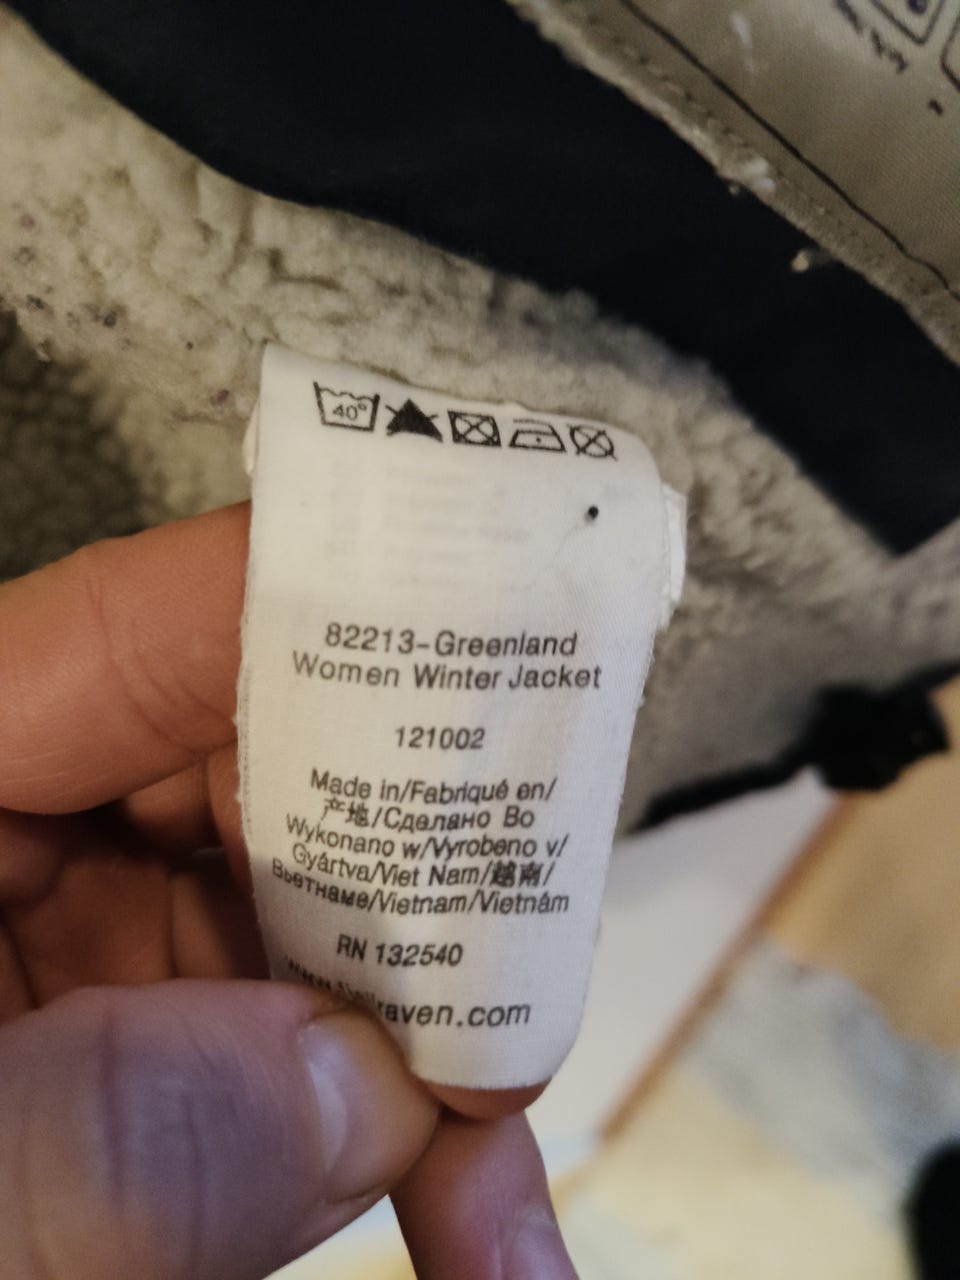 40°
82213-Greenland
Women Winter Jacket
121002
Made in/Fabriqué en/
产地/Сделано Во
Wykonano w/Vyrobeno v/
Gyártva/Viet Nam/越南/
Вьетнаме/Vietnam/Vietnám
RN 132540